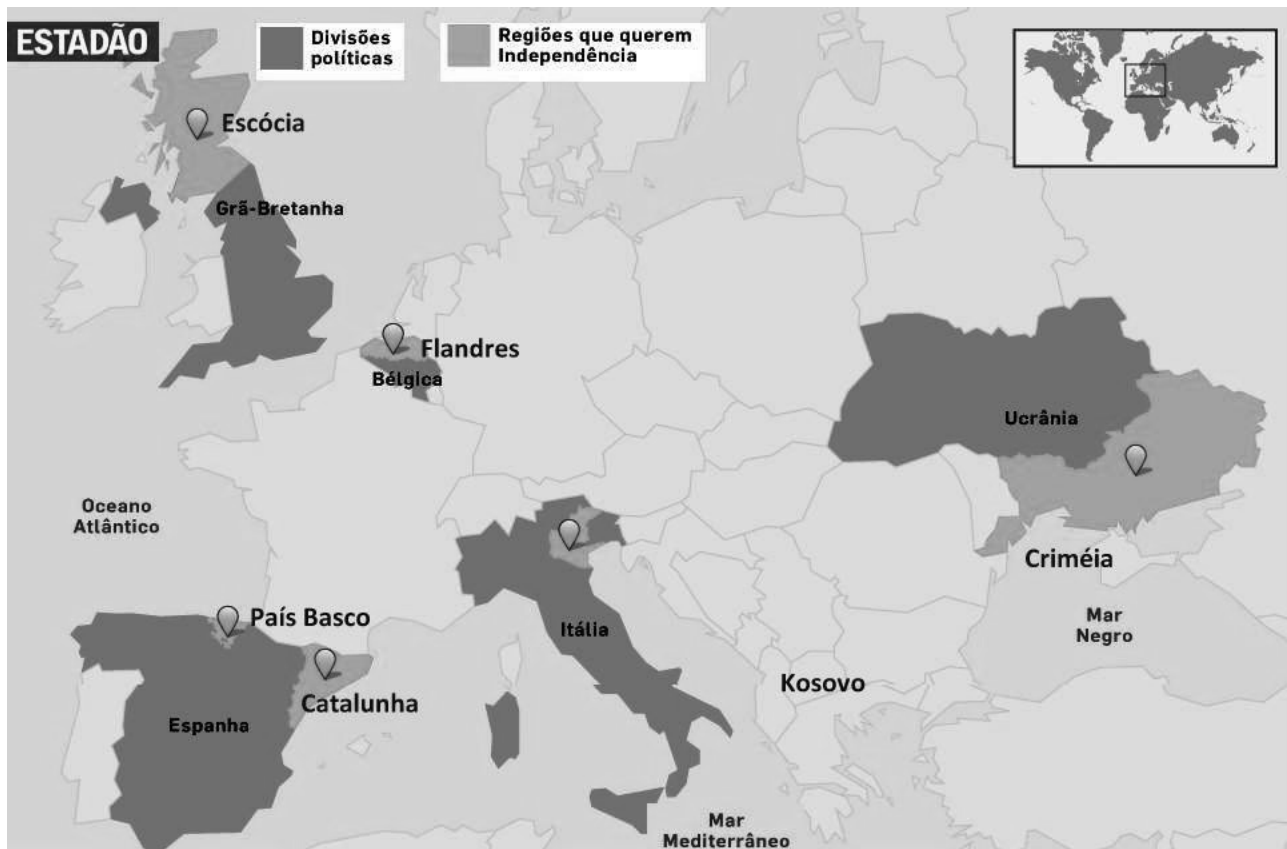 ESTADÃO
Divisões
políticas
Regiões que querem
Independência
Escócia
Grã-Bretanha
Flandres
Bélgica
Ucrânia
Oceano
Atlântico
Criméia
País Basco
Itália
Mar
Negro
Kosovo
Catalunha
Espanha
Mar
Mediterrâneo